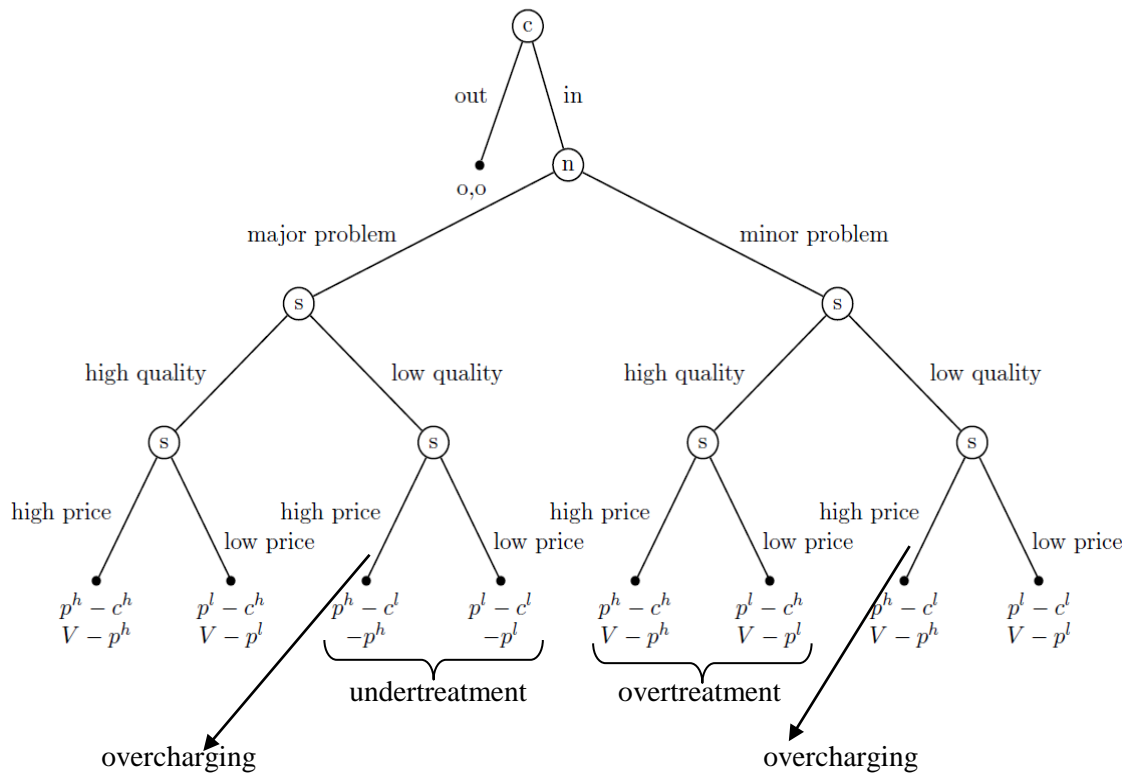 c
out
in
n
o,o
major problem
minor problem
s
s
high quality
low quality
high quality
low quality
s
s
s
s
high price
low price
high price
low price
high price
low price
high price
low price
p^h − c^h
V − p^h
p^l − c^h
V − p^l
p^h − c^l
−p^h
p^l − c^l
−p^l
p^h − c^h
V − p^h
p^l − c^h
V − p^l
p^h − c^l
V − p^h
p^l − c^l
V − p^l
undertreatment
overtreatment
overcharging
overcharging